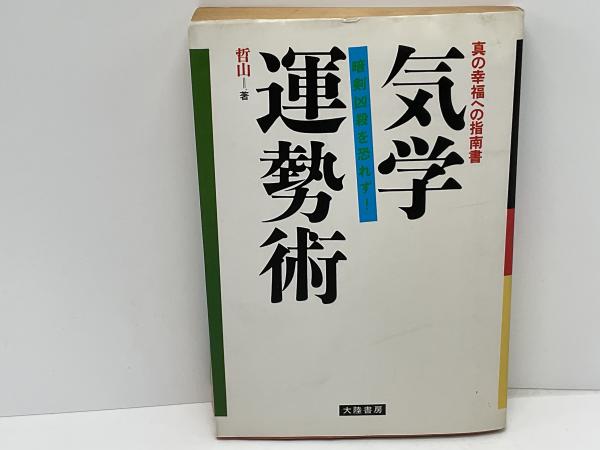 真の幸福への指南書
気学
暗剣凶殺を恐れず!
運勢術
哲山=著
大陸書房